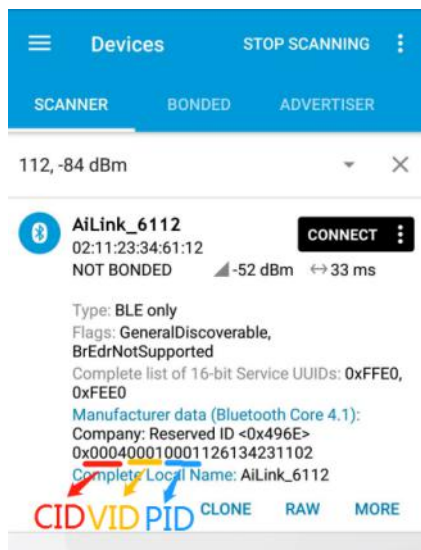 Devices STOP SCANNING
SCANNER BONDED ADVERTISER
112, -84 dBm
AiLink_6112
CONNECT
02:11:23:34:61:12
NOT BONDED -52 dBm 33 ms
Type: BLE only
Flags: GeneralDiscoverable,
BrEdrNotSupported
Complete list of 16-bit Service UUIDs: 0xFFE0,
0xFEE0
Manufacturer data (Bluetooth Core 4.1):
Company: Reserved ID <0x496E>
0x0004000100011126134231102
Complete Local Name: AiLink_6112
CID VID PID CLONE RAW MORE